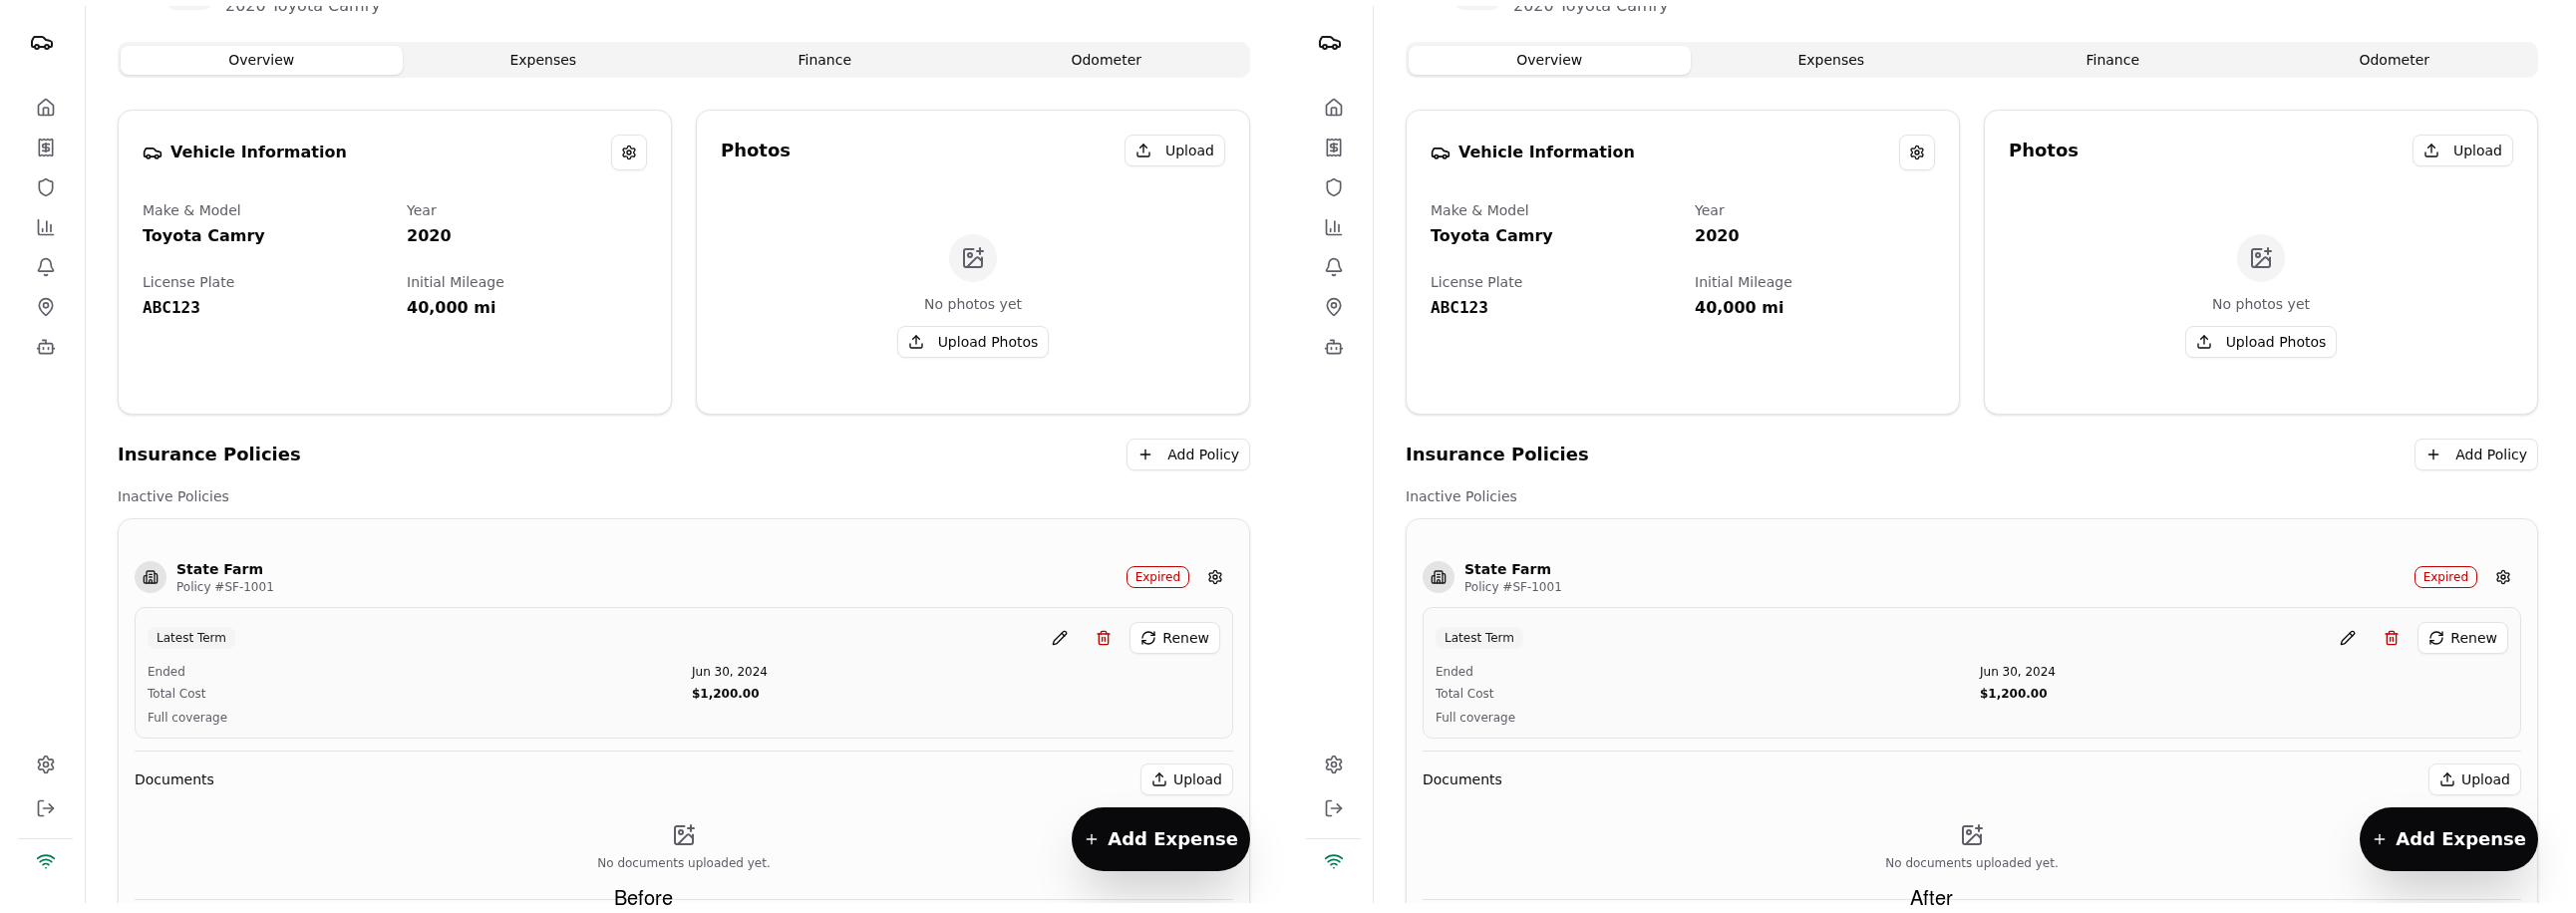 2020 Toyota Camry
Overview Expenses Finance Odometer
Vehicle Information
Photos
Upload
Make & Model
Year
Toyota Camry
2020
License Plate
Initial Mileage
ABC123
40,000 mi
No photos yet
Upload Photos
Insurance Policies
Add Policy
Inactive Policies
State Farm
Policy #SF-1001
Expired
Latest Term
Renew
Ended
Jun 30, 2024
Total Cost
$1,200.00
Full coverage
Documents
Upload
Add Expense
No documents uploaded yet.
Before
2020 Toyota Camry
Overview Expenses Finance Odometer
Vehicle Information
Photos
Upload
Make & Model
Year
Toyota Camry
2020
License Plate
Initial Mileage
ABC123
40,000 mi
No photos yet
Upload Photos
Insurance Policies
Add Policy
Inactive Policies
State Farm
Policy #SF-1001
Expired
Latest Term
Renew
Ended
Jun 30, 2024
Total Cost
$1,200.00
Full coverage
Documents
Upload
Add Expense
No documents uploaded yet.
After